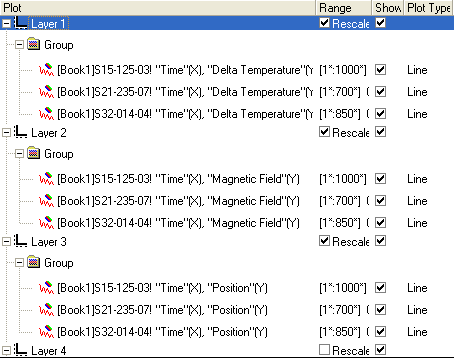 Plot Range Show Plot Type
Layer 1 Rescale
Group
[Book1]S15-125-03! "Time"(X), "Delta Temperature"(Y [1*:1000*] Line
[Book1]S21-235-07! "Time"(X), "Delta Temperature"(Y [1*:700*] Line
[Book1]S32-014-04! "Time"(X), "Delta Temperature"(Y [1*:850*] Line
Layer 2 Rescale
Group
[Book1]S15-125-03! "Time"(X), "Magnetic Field"(Y) [1*:1000*] Line
[Book1]S21-235-07! "Time"(X), "Magnetic Field"(Y) [1*:700*] Line
[Book1]S32-014-04! "Time"(X), "Magnetic Field"(Y) [1*:850*] Line
Layer 3 Rescale
Group
[Book1]S15-125-03! "Time"(X), "Position"(Y) [1*:1000*] Line
[Book1]S21-235-07! "Time"(X), "Position"(Y) [1*:700*] Line
[Book1]S32-014-04! "Time"(X), "Position"(Y) [1*:850*] Line
Layer 4 Rescale